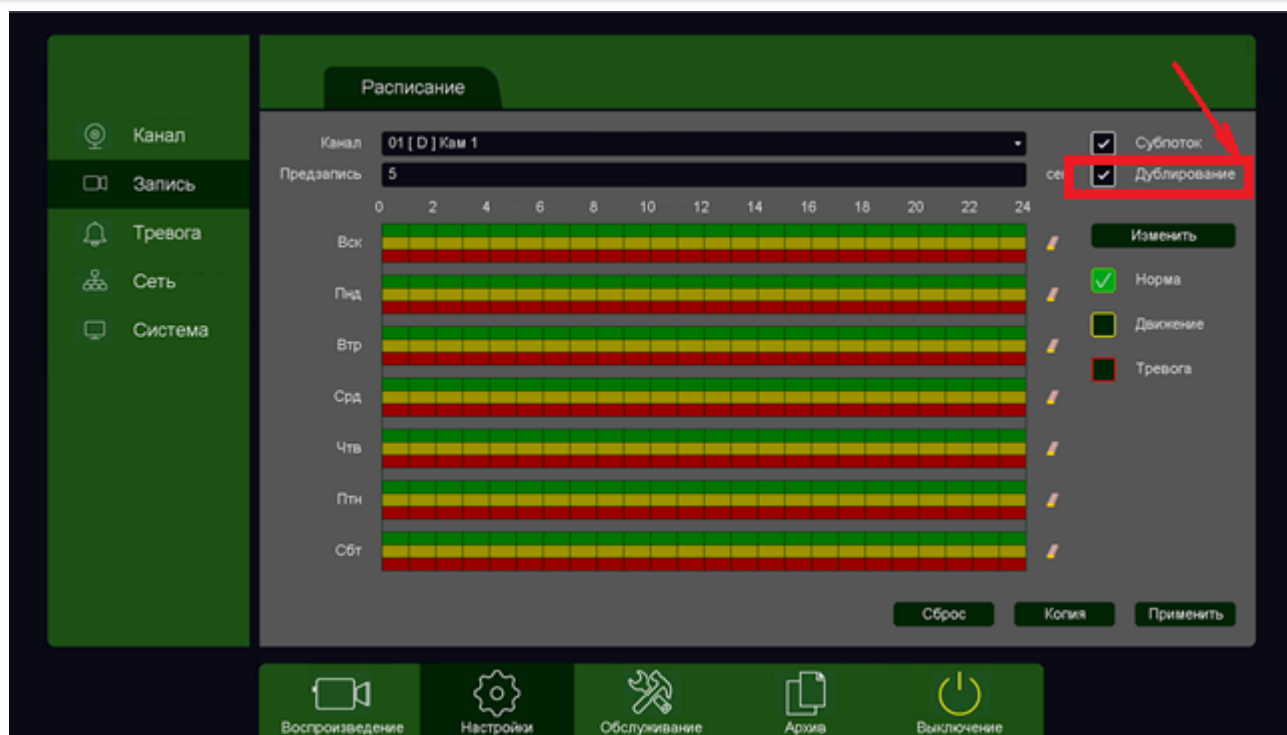 Расписание
Канал
Запись
Тревога
Сеть
Система
Канал 01 [ D ] Кам 1 Субпоток
Предзапись 5 сек Дублирование
0 2 4 6 8 10 12 14 16 18 20 22 24
Вск
Пнд
Втр
Срд
Чтв
Птн
Сбт
Изменить
Норма
Движение
Тревога
Сброс Копия Применить
Воспроизведение Настройки Обслуживание Архив Выключение